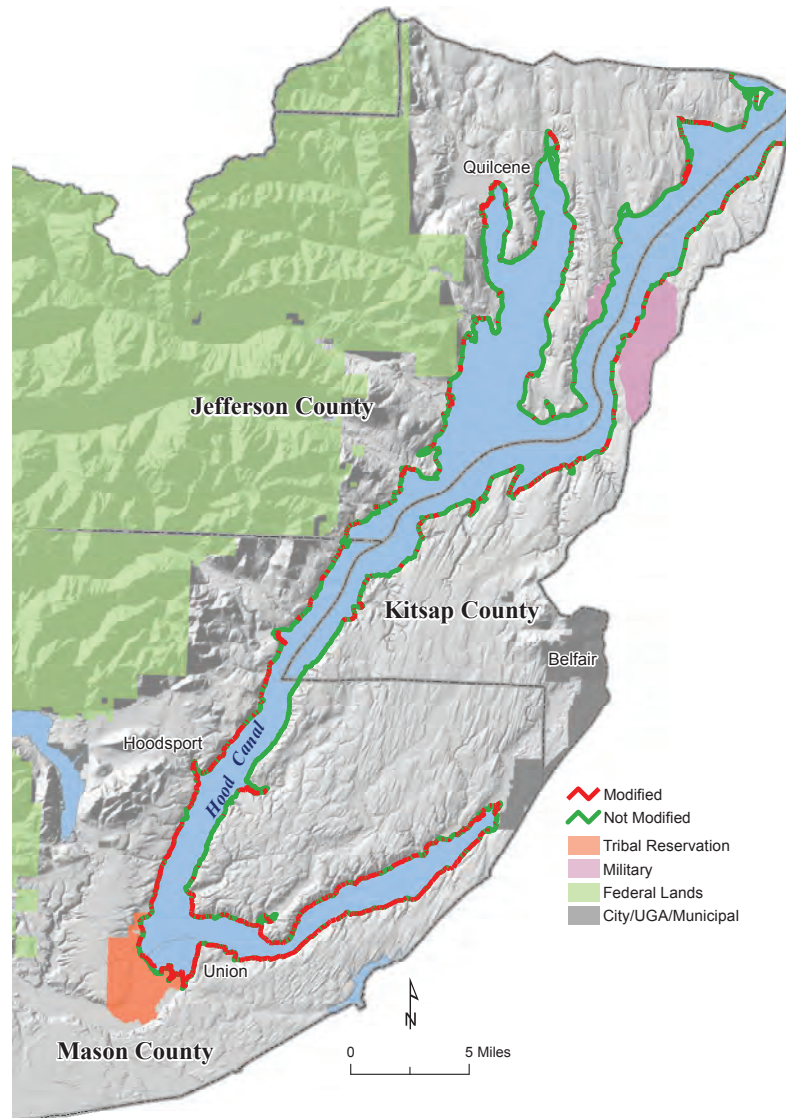 Quilcene
Jefferson County
Kitsap County
Belfair
Hoodsport
Hood Canal
Modified
Not Modified
Tribal Reservation
Military
Federal Lands
City/UGA/Municipal
Union
N
Mason County
0 5 Miles